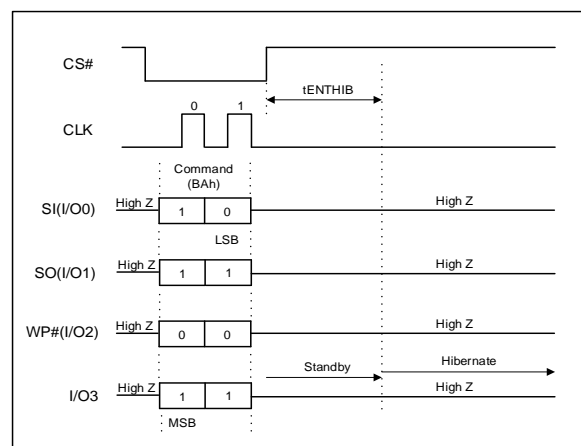 CS#
tENTHIB
0 1
CLK
Command
(BAh)
High Z High Z
SI(I/O0) 1 0
LSB
High Z High Z
SO(I/O1) 1 1
High Z High Z
WP#(I/O2) 0 0
Standby Hibernate
High Z High Z
I/O3 1 1
MSB